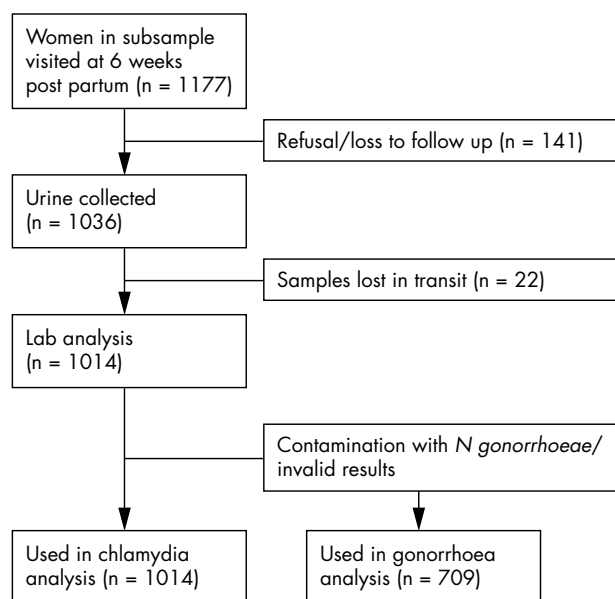 Women in subsample
visited at 6 weeks
post partum (n = 1177)
Refusal/loss to follow up (n = 141)
Urine collected
(n = 1036)
Samples lost in transit (n = 22)
Lab analysis
(n = 1014)
Contamination with N gonorrhoeae/
invalid results
Used in chlamydia
analysis (n = 1014)
Used in gonorrhoea
analysis (n = 709)